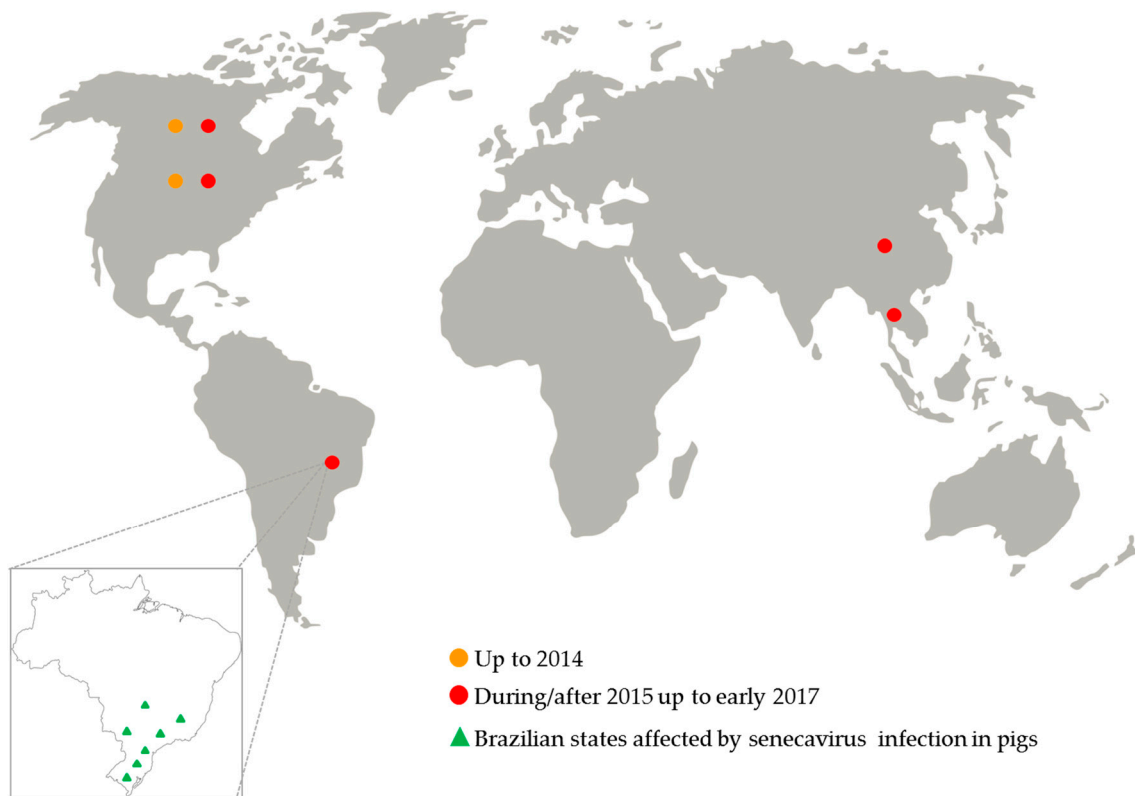 Up to 2014
During/after 2015 up to early 2017
Brazilian states affected by senecavirus infection in pigs